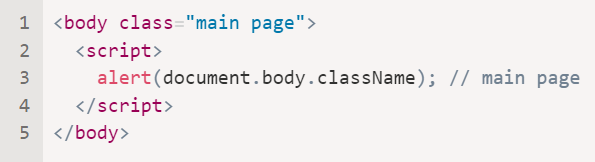 1 <body class="main page">
2   <script>
3     alert(document.body.className); // main page
4   </script>
5 </body>